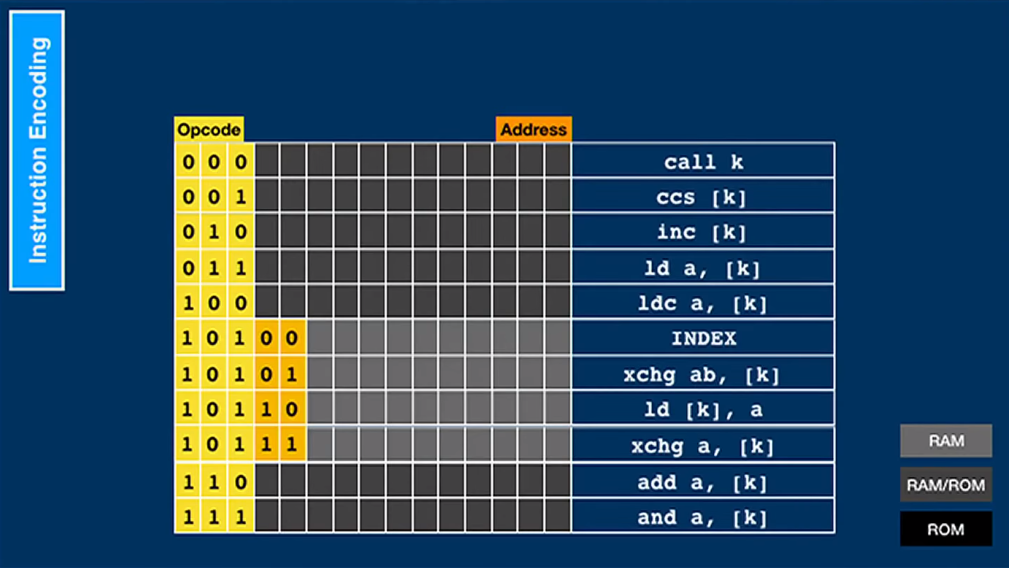 Instruction Encoding
Opcode Address
0 0 0 call k
0 0 1 ccs [k]
0 1 0 inc [k]
0 1 1 ld a, [k]
1 0 0 ldc a, [k]
1 0 1 0 0 INDEX
1 0 1 0 1 xchg ab, [k]
1 0 1 1 0 ld [k], a
1 0 1 1 1 xchg a, [k]
1 1 0 add a, [k]
1 1 1 and a, [k]
RAM
RAM/ROM
ROM